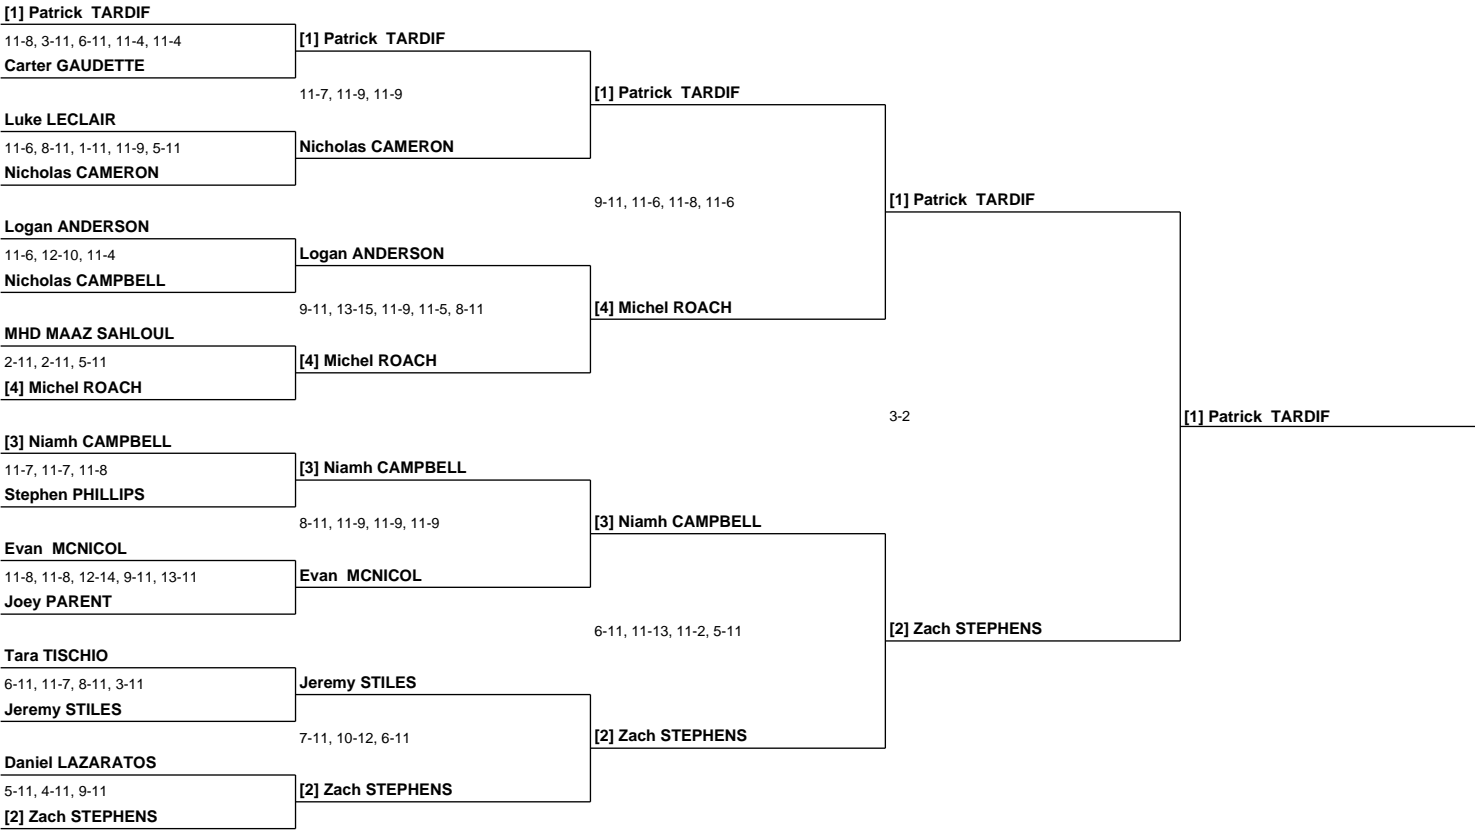 [1] Patrick  TARDIF
11-8, 3-11, 6-11, 11-4, 11-4
Carter GAUDETTE
Luke LECLAIR
11-6, 8-11, 1-11, 11-9, 5-11
Nicholas CAMERON
Logan ANDERSON
11-6, 12-10, 11-4
Nicholas CAMPBELL
MHD MAAZ SAHLOUL
2-11, 2-11, 5-11
[4] Michel ROACH
[3] Niamh CAMPBELL
11-7, 11-7, 11-8
Stephen PHILLIPS
Evan  MCNICOL
11-8, 11-8, 12-14, 9-11, 13-11
Joey PARENT
Tara TISCHIO
6-11, 11-7, 8-11, 3-11
Jeremy STILES
Daniel LAZARATOS
5-11, 4-11, 9-11
[2] Zach STEPHENS
[1] Patrick  TARDIF
11-7, 11-9, 11-9
Nicholas CAMERON
Logan ANDERSON
9-11, 13-15, 11-9, 11-5, 8-11
[4] Michel ROACH
[3] Niamh CAMPBELL
8-11, 11-9, 11-9, 11-9
Evan  MCNICOL
Jeremy STILES
7-11, 10-12, 6-11
[2] Zach STEPHENS
[1] Patrick  TARDIF
9-11, 11-6, 11-8, 11-6
[4] Michel ROACH
[3] Niamh CAMPBELL
6-11, 11-13, 11-2, 5-11
[2] Zach STEPHENS
[1] Patrick  TARDIF
3-2
[2] Zach STEPHENS
[1] Patrick  TARDIF